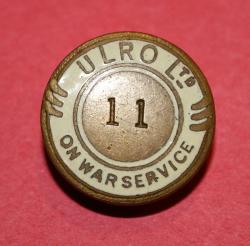 ULRO LTD
11
ON WAR SERVICE